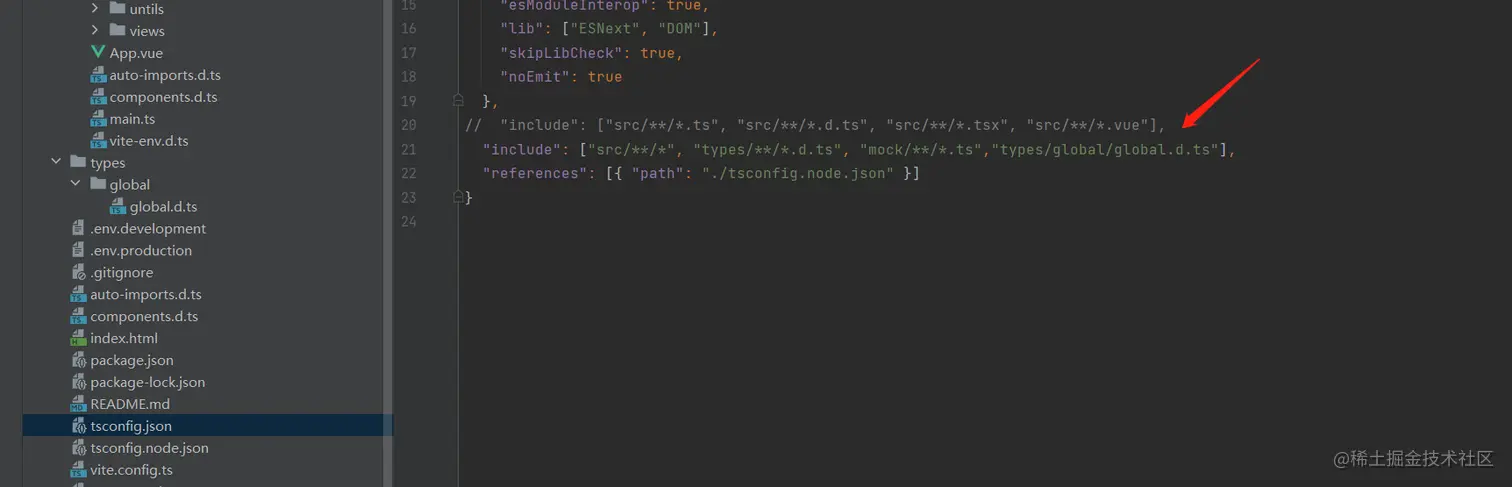 untils
views
App.vue
auto-imports.d.ts
components.d.ts
main.ts
vite-env.d.ts
types
global
global.d.ts
.env.development
.env.production
.gitignore
auto-imports.d.ts
components.d.ts
index.html
package.json
package-lock.json
README.md
tsconfig.json
tsconfig.node.json
vite.config.ts
15 "esModuleInterop": true,
16 "lib": ["ESNext", "DOM"],
17 "skipLibCheck": true,
18 "noEmit": true
19 },
20 // "include": ["src/**/*.ts", "src/**/*.d.ts", "src/**/*.tsx", "src/**/*.vue"],
21 "include": ["src/**/*", "types/**/*.d.ts", "mock/**/*.ts","types/global/global.d.ts"],
22 "references": [{ "path": "./tsconfig.node.json" }]
23 }
24
@稀土掘金技术社区